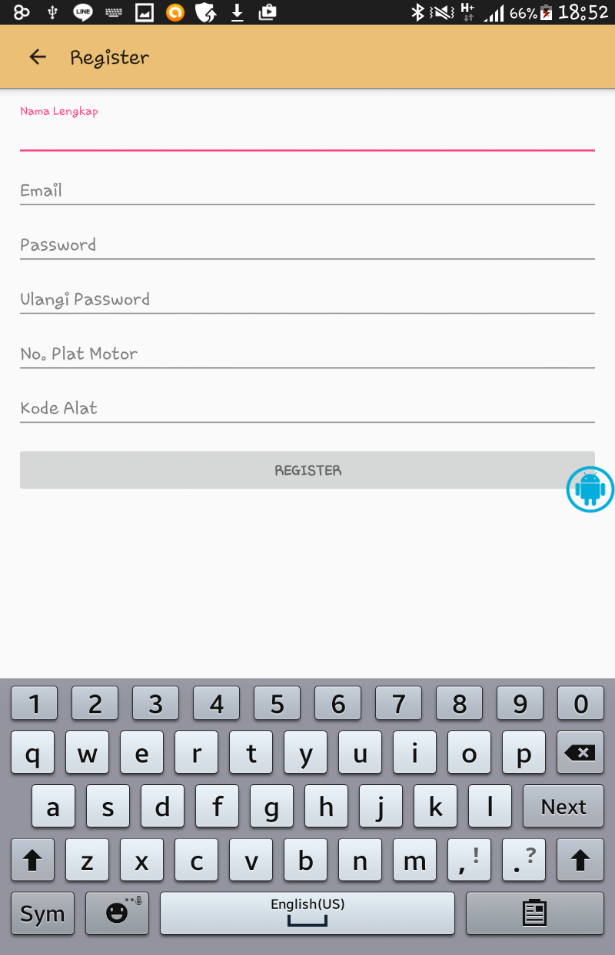 LINE H+ 66% 18:52
Register
Nama Lengkap
Email
Password
Ulangi Password
No. Plat Motor
Kode Alat
REGISTER
1 2 3 4 5 6 7 8 9 0
q w e r t y u i o p
a s d f g h j k l Next
z x c v b n m , ! . ?
Sym English(US)